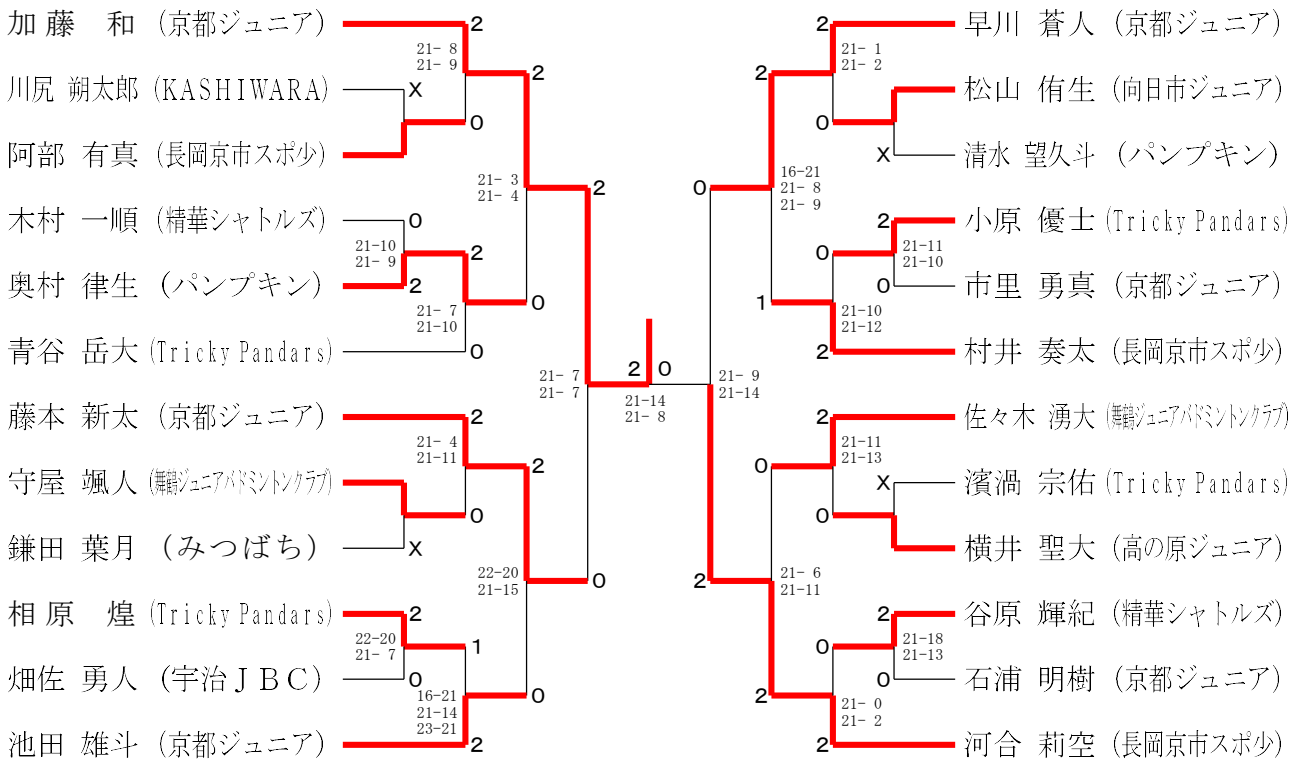 加藤 和 (京都ジュニア)
川尻 朔太郎 (KASHIWARA)
阿部 有真 (長岡京市スポ少)
木村 一順 (精華シャトルズ)
奥村 律生 (パンプキン)
青谷 岳大 (Tricky Pandars)
藤本 新太 (京都ジュニア)
守屋 颯人 (舞鶴ジュニアバドミントンクラブ)
鎌田 葉月 (みつばち)
相原 煌 (Tricky Pandars)
畑佐 勇人 (宇治JBC)
池田 雄斗 (京都ジュニア)
2
21- 8
21- 9
X
0
2
0
21-10
21- 9
2
2
21- 7
21-10
0
0
21- 3
21- 4
2
2
21- 4
21-11
0
X
2
2
22-20
21- 7
0
1
16-21
21-14
23-21
2
0
22-20
21-15
0
21- 7
21- 7
2 0
21-14
21- 8
21- 9
21-14
0
2
16-21
21- 8
21- 9
1
2
21- 1
21- 2
0
X
2
21-11
21-10
0
0
21-10
21-12
2
2
0
21- 6
21-11
2
2
21-11
21-13
0
X
2
21-18
21-13
0
0
21- 0
21- 2
2
早川 蒼人 (京都ジュニア)
松山 侑生 (向日市ジュニア)
清水 望久斗 (パンプキン)
小原 優士 (Tricky Pandars)
市里 勇真 (京都ジュニア)
村井 奏太 (長岡京市スポ少)
佐々木 湧大 (舞鶴ジュニアバドミントンクラブ)
濱渦 宗佑 (Tricky Pandars)
横井 聖大 (高の原ジュニア)
谷原 輝紀 (精華シャトルズ)
石浦 明樹 (京都ジュニア)
河合 莉空 (長岡京市スポ少)